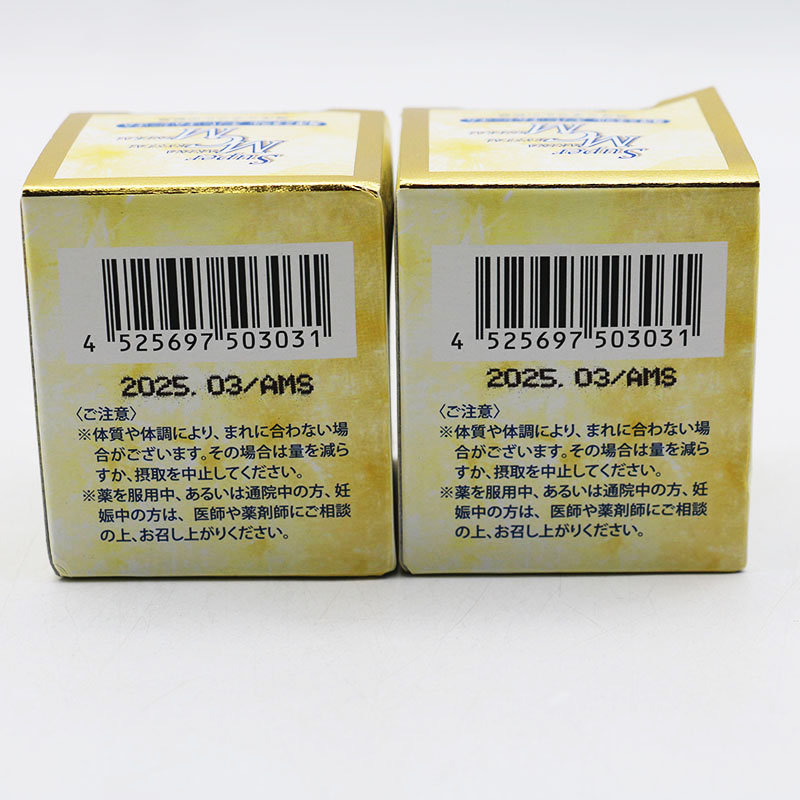 Super
4 525697 503031
2025. 03/AMS
〈ご注意〉
※体質や体調により、まれに合わない場
合がございます。その場合は量を減ら
すか、摂取を中止してください。
※薬を服用中、あるいは通院中の方、妊
娠中の方は、医師や薬剤師にご相談
の上、お召し上がりください。
Super
4 525697 503031
2025. 03/AMS
〈ご注意〉
※体質や体調により、まれに合わない場
合がございます。その場合は量を減ら
すか、摂取を中止してください。
※薬を服用中、あるいは通院中の方、妊
娠中の方は、医師や薬剤師にご相談
の上、お召し上がりください。